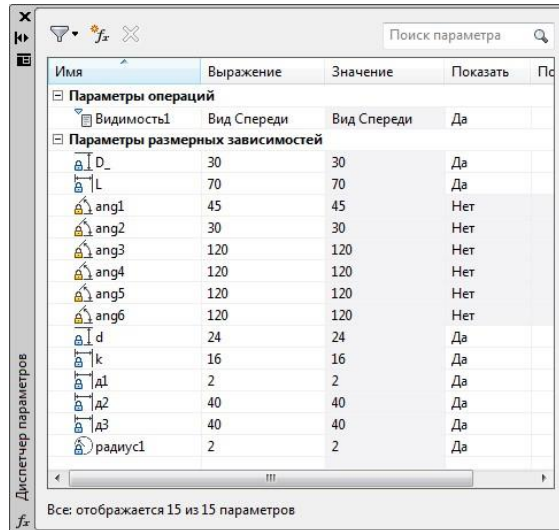 Поиск параметра
Имя Выражение Значение Показать По
Параметры операций
Видимость1 Вид Спереди Вид Спереди Да
Параметры размерных зависимостей
D_ 30 30 Да
L 70 70 Да
ang1 45 45 Нет
ang2 30 30 Нет
ang3 120 120 Нет
ang4 120 120 Нет
ang5 120 120 Нет
ang6 120 120 Нет
d 24 24 Да
k 16 16 Да
д1 2 2 Да
д2 40 40 Да
д3 40 40 Да
радиус1 2 2 Да
Все: отображается 15 из 15 параметров
Диспетчер параметров